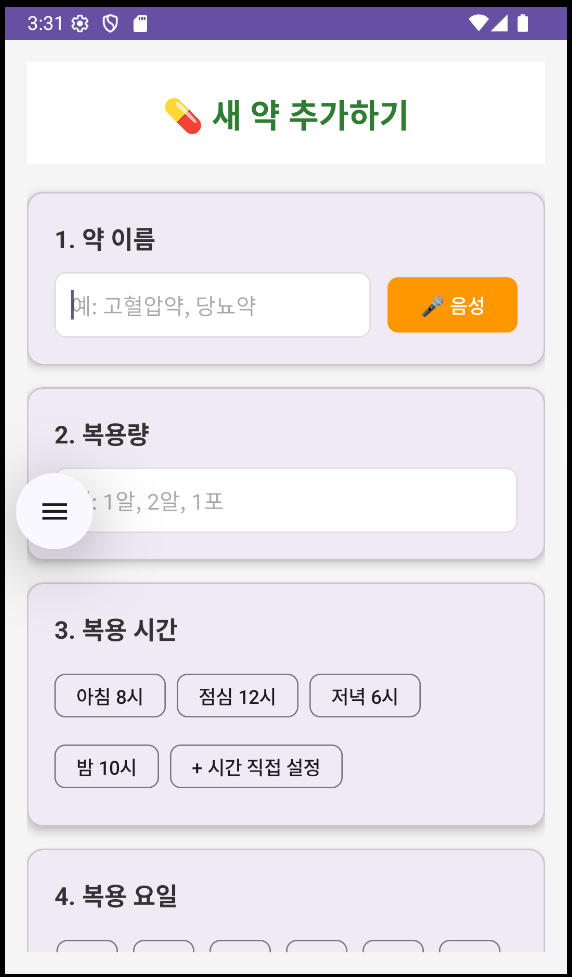 3:31
새 약 추가하기
1. 약 이름
예: 고혈압약, 당뇨약
음성
2. 복용량
: 1알, 2알, 1포
3. 복용 시간
아침 8시 점심 12시 저녁 6시
밤 10시 + 시간 직접 설정
4. 복용 요일